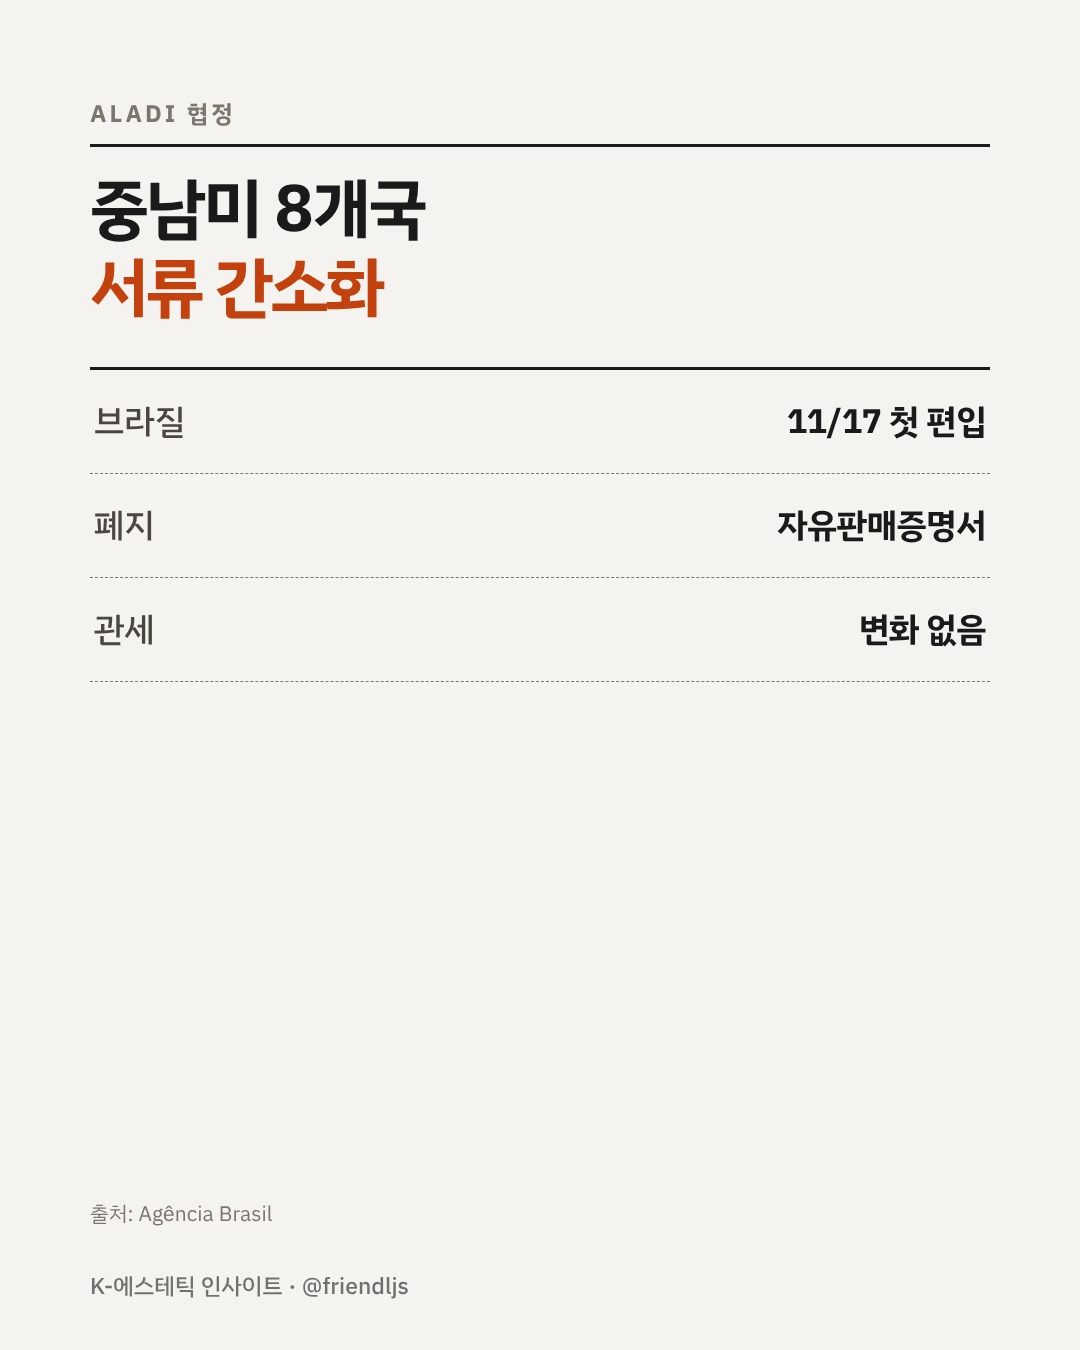 ALADI 협정
중남미 8개국
서류 간소화
브라질 11/17 첫 편입
폐지 자유판매증명서
관세 변화 없음
출처: Agência Brasil
K-에스테틱 인사이트 · @friendljs